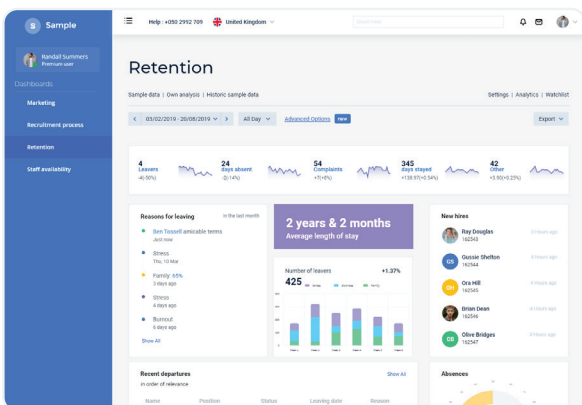 S Sample
Randall Summers
Premium user
Dashboards
Marketing
Recruitment process
Retention
Staff availability
Help : +050 2992 709 United Kingdom
Retention
Sample data | Own analysis | Historic sample data
Settings | Analytics | Watchlist
< 03/02/2019 - 20/08/2019 >
All Day
Advanced Options new
Export
4
Leavers
-4(-50%)
24
days absent
54
Complaints
+7(+8%)
345
days stayed
+138.97(+0.54%)
42
Other
Reasons for leaving in the last month
Ben Tossell amicable terms
Just now
Stress
Thu, 10 Mar
Family: 65%
3 days ago
Stress
4 days ago
Burnout
6 days ago
Show All
2 years & 2 months
Average length of stay
Number of leavers +1.37%
425
New hires
Ray Douglas
162543
GS Gussie Shelton
162544
Ora Hill
162545
Brian Dean
162546
GB Olive Bridges
162547
Recent departures Show All
in order of relevance
Name Position Status Leaving date Reason
Absences